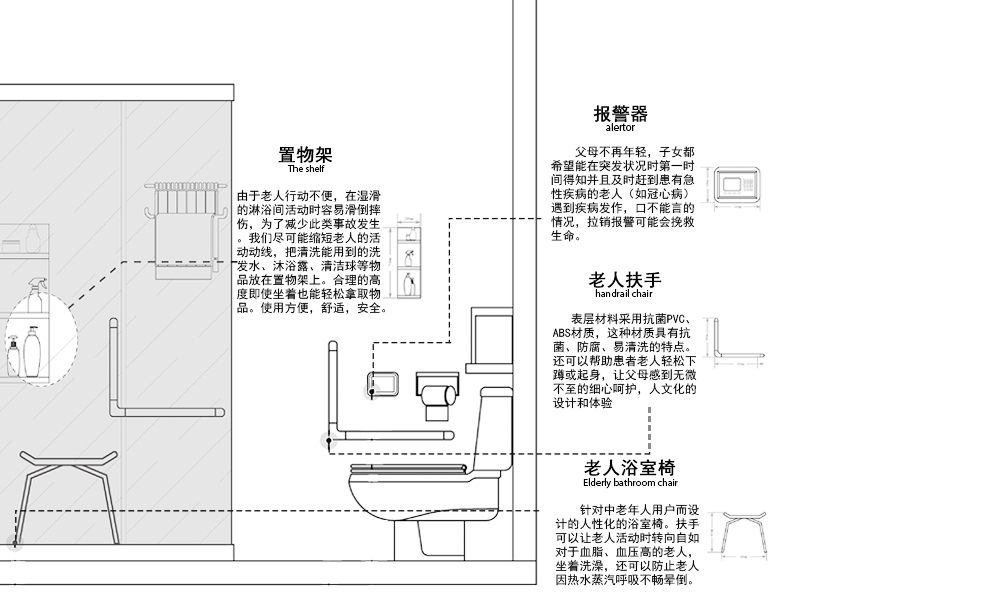 置物架
The shelf
由于老人行动不便，在湿滑
的淋浴间活动时容易滑倒摔
伤，为了减少此类事故发生
。我们尽可能缩短老人的活
动动线，把清洗能用到的洗
发水、沐浴露、清洁球等物
品放在置物架上。合理的高
度即使坐着也能轻松拿取物
品。使用方便，舒适，安全。
报警器
alertor
父母不再年轻，子女都
希望能在突发状况时第一时
间得知并且及时赶到患有急
性疾病的老人（如冠心病）
遇到疾病发作，口不能言的
情况，拉销报警可能会挽救
生命。
老人扶手
handrail chair
表层材料采用抗菌PVC、
ABS材质，这种材质具有抗
菌、防腐、易清洗的特点。
还可以帮助患者老人轻松下
蹲或起身，让父母感到无微
不至的细心呵护，人文化的
设计和体验
老人浴室椅
Elderly bathroom chair
针对中老年人用户而设
计的人性化的浴室椅。扶手
可以让老人活动时转向自如
对于血脂、血压高的老人，
坐着洗澡，还可以防止老人
因热水蒸汽呼吸不畅晕倒。